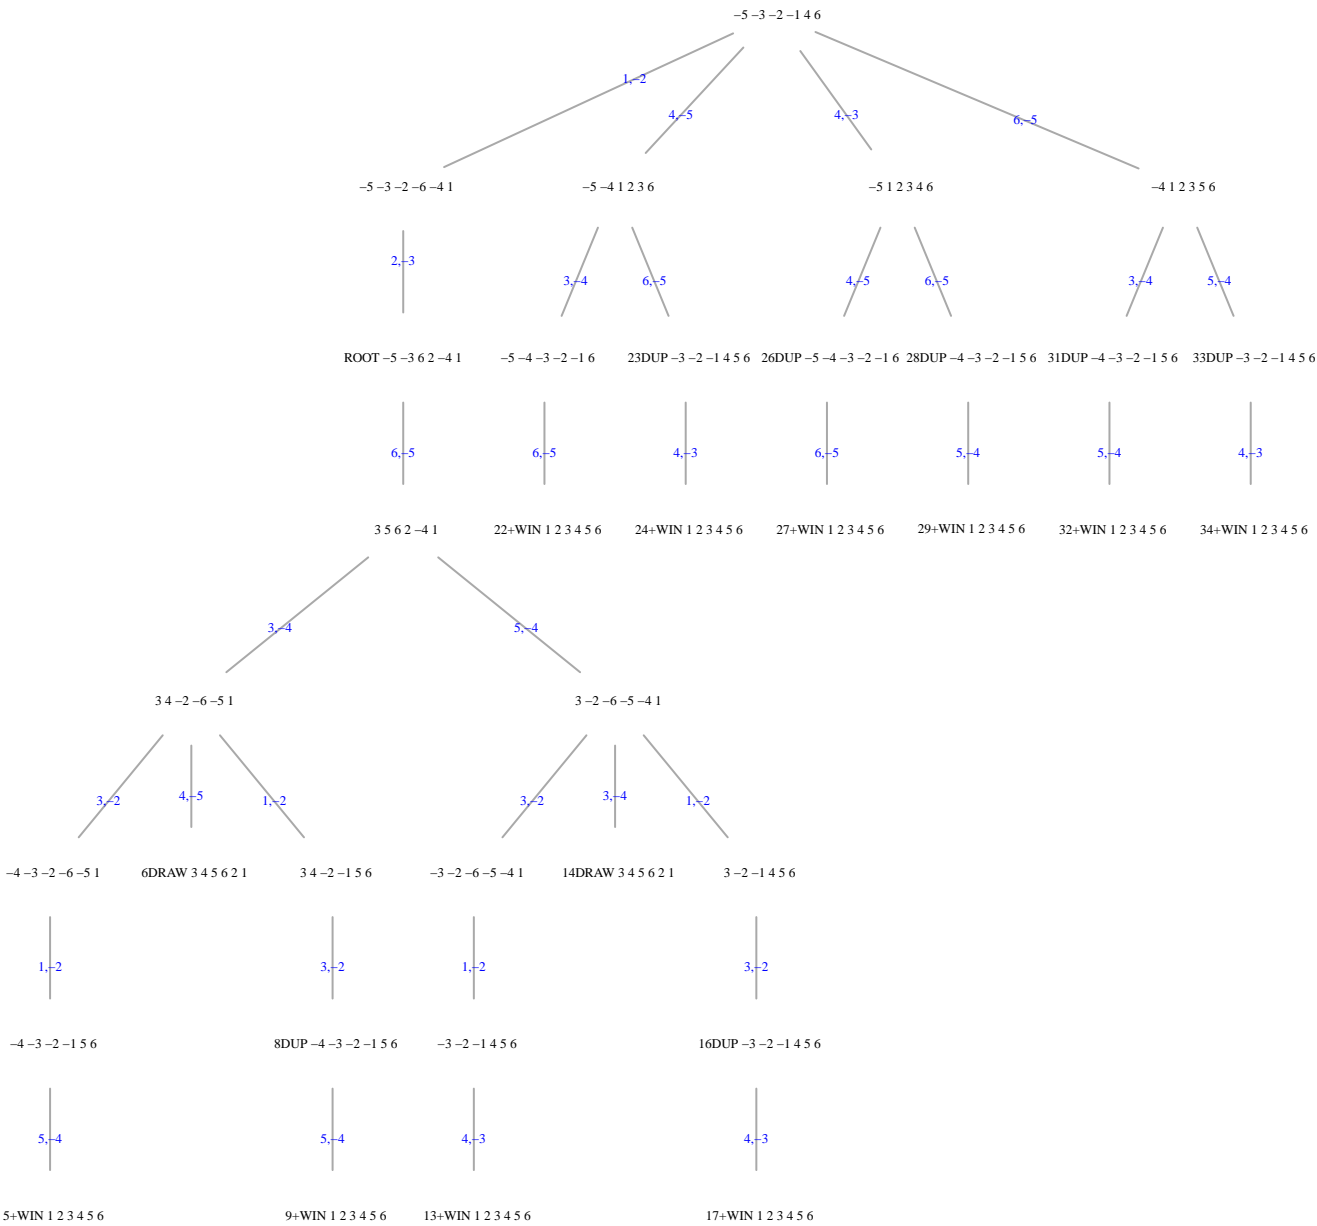 −5 −3 −2 −1 4 6
1,−2
4,−5
4,−3
6,−5
−5 −3 −2 −6 −4 1
−5 −4 1 2 3 6
−5 1 2 3 4 6
−4 1 2 3 5 6
2,−3
3,−4
6,−5
4,−5
6,−5
3,−4
5,−4
ROOT −5 −3 6 2 −4 1
−5 −4 −3 −2 −1 6
23DUP −3 −2 −1 4 5 6
26DUP −5 −4 −3 −2 −1 6
28DUP −4 −3 −2 −1 5 6
31DUP −4 −3 −2 −1 5 6
33DUP −3 −2 −1 4 5 6
6,−5
6,−5
4,−3
6,−5
5,−4
5,−4
4,−3
3 5 6 2 −4 1
22+WIN 1 2 3 4 5 6
24+WIN 1 2 3 4 5 6
27+WIN 1 2 3 4 5 6
29+WIN 1 2 3 4 5 6
32+WIN 1 2 3 4 5 6
34+WIN 1 2 3 4 5 6
3,−4
5,−4
3 4 −2 −6 −5 1
3 −2 −6 −5 −4 1
3,−2
4,−5
1,−2
3,−2
3,−4
1,−2
−4 −3 −2 −6 −5 1
6DRAW 3 4 5 6 2 1
3 4 −2 −1 5 6
−3 −2 −6 −5 −4 1
14DRAW 3 4 5 6 2 1
3 −2 −1 4 5 6
1,−2
3,−2
1,−2
3,−2
−4 −3 −2 −1 5 6
8DUP −4 −3 −2 −1 5 6
−3 −2 −1 4 5 6
16DUP −3 −2 −1 4 5 6
5,−4
5,−4
4,−3
4,−3
5+WIN 1 2 3 4 5 6
9+WIN 1 2 3 4 5 6
13+WIN 1 2 3 4 5 6
17+WIN 1 2 3 4 5 6